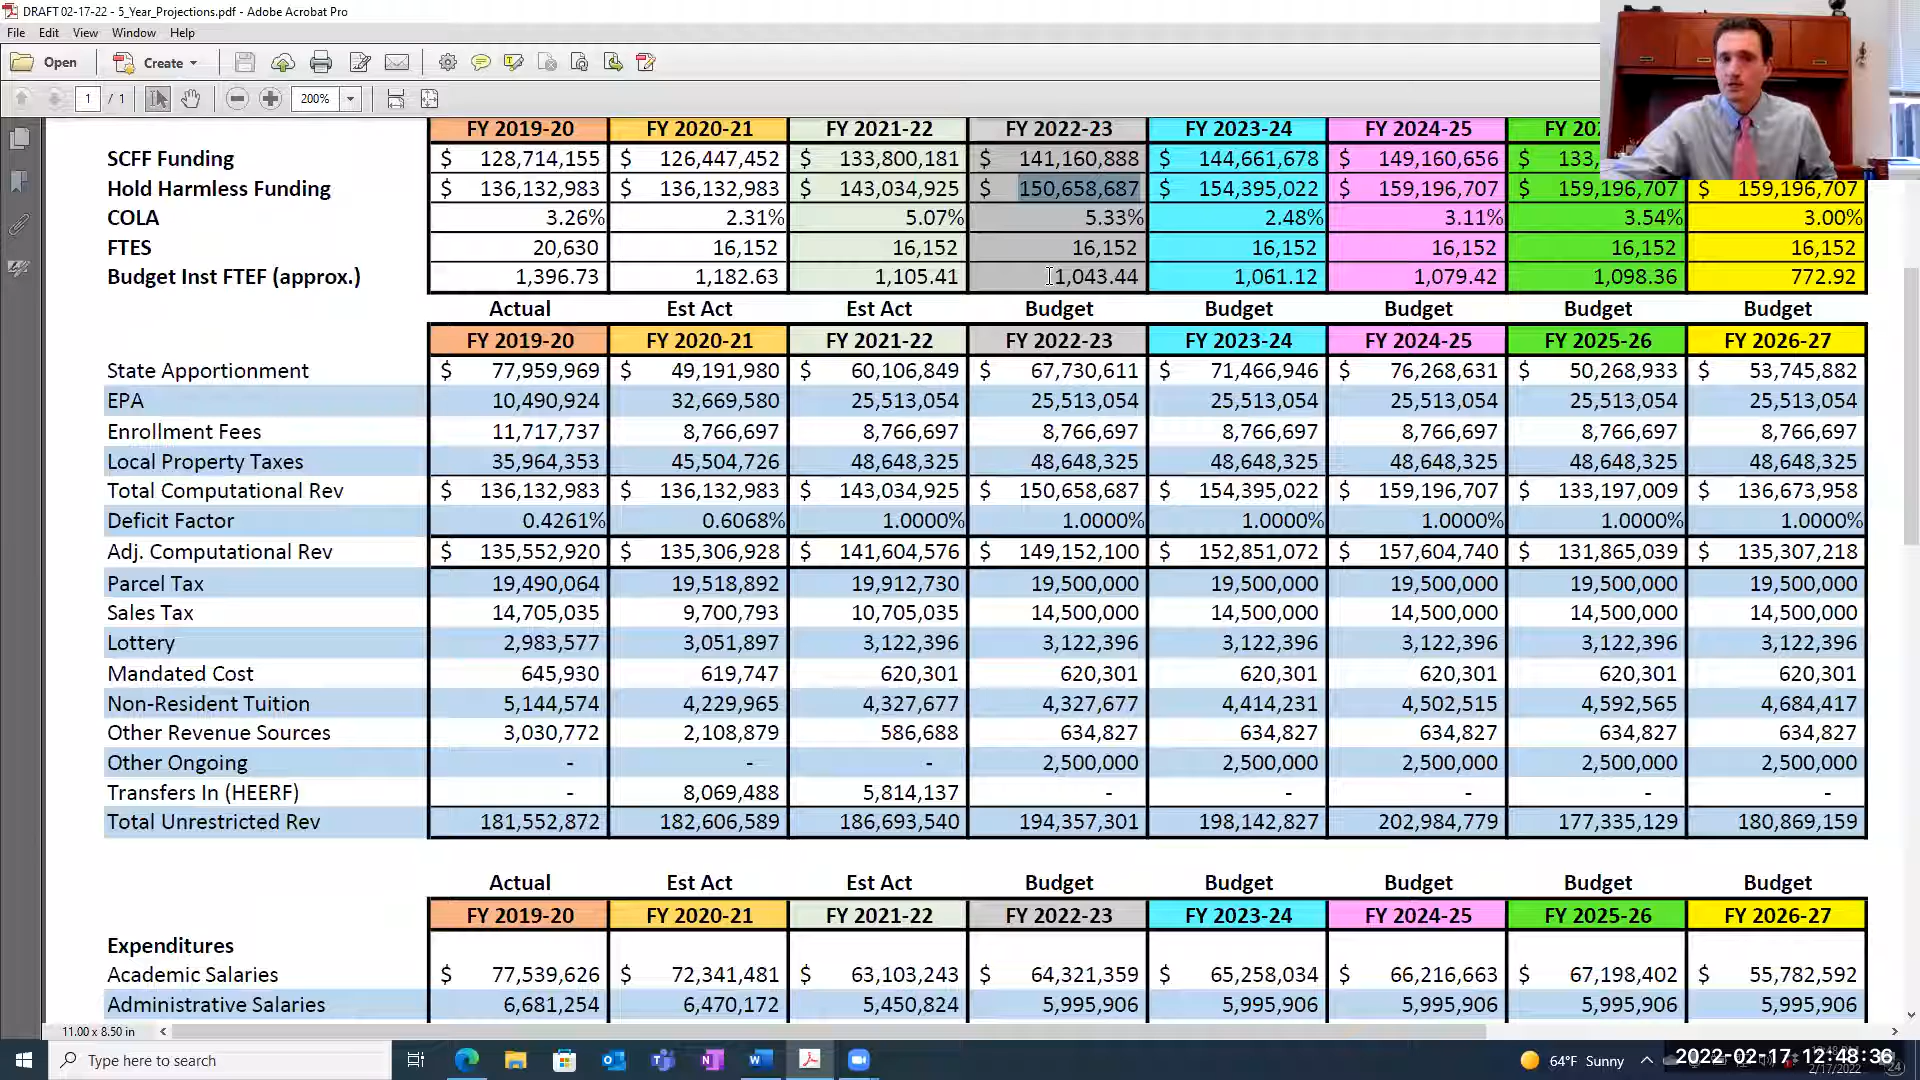 DRAFT 02-17-22 - 5_Year_Projections.pdf - Adobe Acrobat Pro
File Edit View Window Help
Open Create
1 / 1 200%
FY 2019-20 FY 2020-21 FY 2021-22 FY 2022-23 FY 2023-24 FY 2024-25
SCFF Funding $ 128,714,155 $ 126,447,452 $ 133,800,181 $ 141,160,888 $ 144,661,678 $ 149,160,656 $
Hold Harmless Funding $ 136,132,983 $ 136,132,983 $ 143,034,925 $ 150,658,687 $ 154,395,022 $ 159,196,707 $ 159,196,707 $ 159,196,707
COLA 3.26% 2.31% 5.07% 5.33% 2.48% 3.11% 3.54% 3.00%
FTES 20,630 16,152 16,152 16,152 16,152 16,152 16,152 16,152
Budget Inst FTEF (approx.) 1,396.73 1,182.63 1,105.41 1,043.44 1,061.12 1,079.42 1,098.36 772.92
Actual Est Act Est Act Budget Budget Budget Budget Budget
FY 2019-20 FY 2020-21 FY 2021-22 FY 2022-23 FY 2023-24 FY 2024-25 FY 2025-26 FY 2026-27
State Apportionment $ 77,959,969 $ 49,191,980 $ 60,106,849 $ 67,730,611 $ 71,466,946 $ 76,268,631 $ 50,268,933 $ 53,745,882
EPA 10,490,924 32,669,580 25,513,054 25,513,054 25,513,054 25,513,054 25,513,054 25,513,054
Enrollment Fees 11,717,737 8,766,697 8,766,697 8,766,697 8,766,697 8,766,697 8,766,697 8,766,697
Local Property Taxes 35,964,353 45,504,726 48,648,325 48,648,325 48,648,325 48,648,325 48,648,325 48,648,325
Total Computational Rev $ 136,132,983 $ 136,132,983 $ 143,034,925 $ 150,658,687 $ 154,395,022 $ 159,196,707 $ 133,197,009 $ 136,673,958
Deficit Factor 0.4261% 0.6068% 1.0000% 1.0000% 1.0000% 1.0000% 1.0000% 1.0000%
Adj. Computational Rev $ 135,552,920 $ 135,306,928 $ 141,604,576 $ 149,152,100 $ 152,851,072 $ 157,604,740 $ 131,865,039 $ 135,307,218
Parcel Tax 19,490,064 19,518,892 19,912,730 19,500,000 19,500,000 19,500,000 19,500,000 19,500,000
Sales Tax 14,705,035 9,700,793 10,705,035 14,500,000 14,500,000 14,500,000 14,500,000 14,500,000
Lottery 2,983,577 3,051,897 3,122,396 3,122,396 3,122,396 3,122,396 3,122,396 3,122,396
Mandated Cost 645,930 619,747 620,301 620,301 620,301 620,301 620,301 620,301
Non-Resident Tuition 5,144,574 4,229,965 4,327,677 4,327,677 4,414,231 4,502,515 4,592,565 4,684,417
Other Revenue Sources 3,030,772 2,108,879 586,688 634,827 634,827 634,827 634,827 634,827
Other Ongoing - - - 2,500,000 2,500,000 2,500,000 2,500,000 2,500,000
Transfers In (HEERF) - 8,069,488 5,814,137 - - - - -
Total Unrestricted Rev 181,552,872 182,606,589 186,693,540 194,357,301 198,142,827 202,984,779 177,335,129 180,869,159
Actual Est Act Est Act Budget Budget Budget Budget Budget
FY 2019-20 FY 2020-21 FY 2021-22 FY 2022-23 FY 2023-24 FY 2024-25 FY 2025-26 FY 2026-27
Expenditures
Academic Salaries $ 77,539,626 $ 72,341,481 $ 63,103,243 $ 64,321,359 $ 65,258,034 $ 66,216,663 $ 67,198,402 $ 55,782,592
Administrative Salaries 6,681,254 6,470,172 5,450,824 5,995,906 5,995,906 5,995,906 5,995,906 5,995,906
11.00 x 8.50 in
Type here to search 64°F Sunny 2022-02-17 12:48:36
2/17/2022